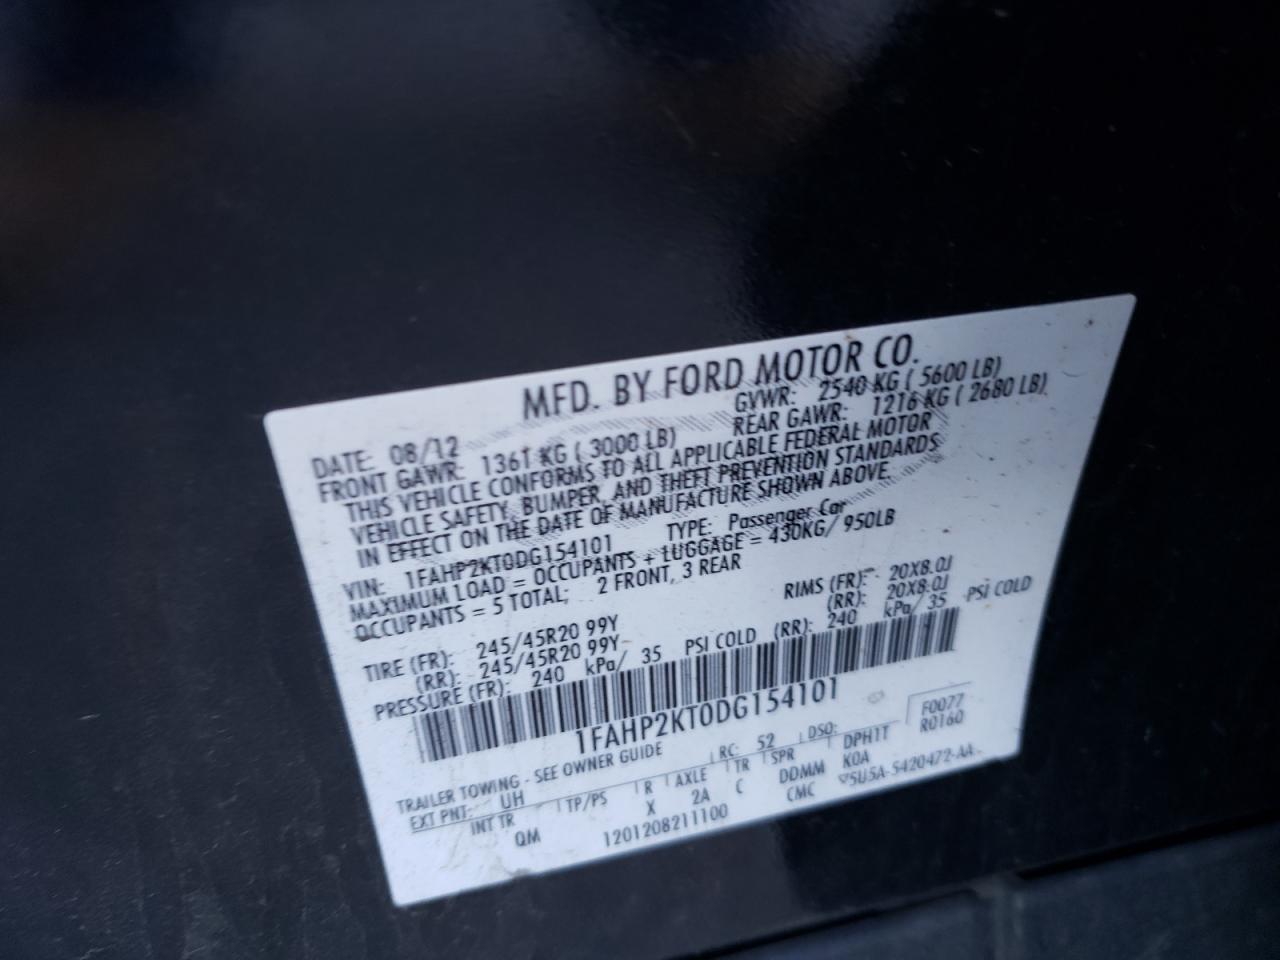 MFD. BY FORD MOTOR CO.
DATE: 08/12 GVWR: 2540 KG ( 5600 LB)
FRONT GAWR: 1361 KG ( 3000 LB) REAR GAWR: 1216 KG ( 2680 LB)
THIS VEHICLE CONFORMS TO ALL APPLICABLE FEDERAL MOTOR
VEHICLE SAFETY, BUMPER, AND THEFT PREVENTION STANDARDS
IN EFFECT ON THE DATE OF MANUFACTURE SHOWN ABOVE.
VIN: 1FAHP2KT0DG154101 TYPE: Passenger Car
MAXIMUM LOAD = OCCUPANTS + LUGGAGE = 430KG/ 950LB
OCCUPANTS = 5 TOTAL; 2 FRONT, 3 REAR
TIRE (FR): 245/45R20 99Y RIMS (FR): 20X8.0J
(RR): 245/45R20 99Y (RR): 20X8.0J
PRESSURE (FR): 240 kPa/ 35 PSI COLD (RR): 240 kPa/ 35 PSI COLD
1FAHP2KT0DG154101
F0077
R0160
TRAILER TOWING - SEE OWNER GUIDE RC: 52 DSO:
EXT PNT: UH TP/PS R AXLE TR SPR DPH1T
INT TR X 2A C DDMM K0A
QM 1201208211100 CMC 5U5A-5420472-AA